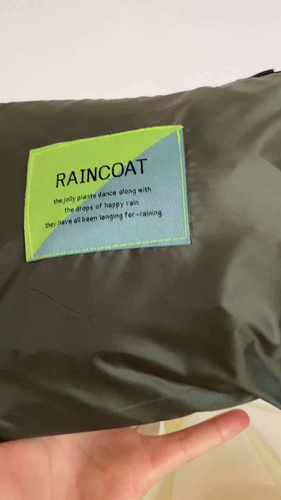 RAINCOAT
the jolly plants dance along with
the drops of happy rain
they have all been longing for-raining.